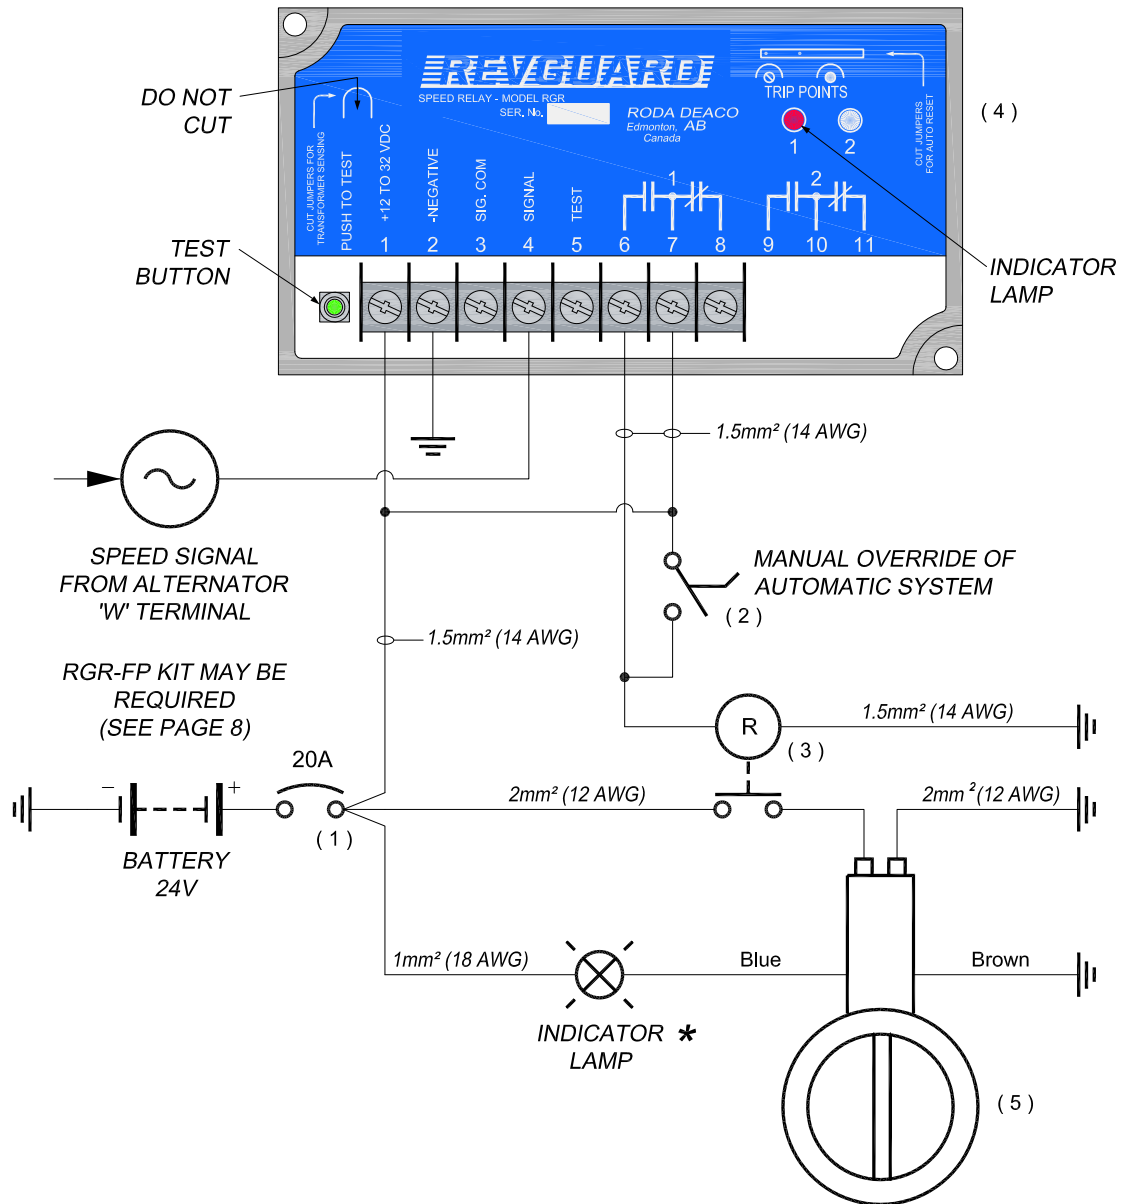 DO NOT
CUT
REVGUARD
SPEED RELAY - MODEL RGR
SER. No.
RODA DEACO
Edmonton, AB
Canada
TRIP POINTS
1
2
CUT JUMPERS
FOR AUTO RESET
( 4 )
CUT JUMPERS FOR
TRANSFORMER SENSING
PUSH TO TEST
+12 TO 32 VDC
-NEGATIVE
SIG. COM
SIGNAL
TEST
1
2
1
2
3
4
5
6
7
8
9
10
11
TEST
BUTTON
INDICATOR
LAMP
1.5mm² (14 AWG)
SPEED SIGNAL
FROM ALTERNATOR
'W' TERMINAL
MANUAL OVERRIDE OF
AUTOMATIC SYSTEM
( 2 )
1.5mm² (14 AWG)
RGR-FP KIT MAY BE
REQUIRED
(SEE PAGE 8)
R
1.5mm² (14 AWG)
( 3 )
20A
- +
2mm² (12 AWG)
2mm² (12 AWG)
( 1 )
BATTERY
24V
1mm² (18 AWG)
Blue
Brown
INDICATOR *
LAMP
( 5 )